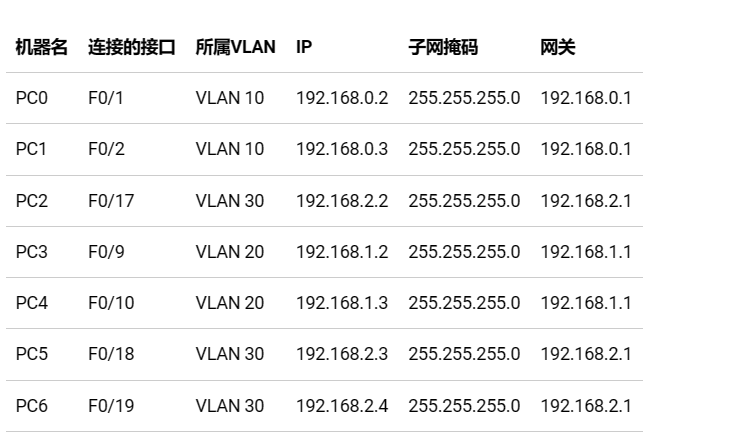 机器名 连接的接口 所属VLAN IP 子网掩码 网关
PC0 F0/1 VLAN 10 192.168.0.2 255.255.255.0 192.168.0.1
PC1 F0/2 VLAN 10 192.168.0.3 255.255.255.0 192.168.0.1
PC2 F0/17 VLAN 30 192.168.2.2 255.255.255.0 192.168.2.1
PC3 F0/9 VLAN 20 192.168.1.2 255.255.255.0 192.168.1.1
PC4 F0/10 VLAN 20 192.168.1.3 255.255.255.0 192.168.1.1
PC5 F0/18 VLAN 30 192.168.2.3 255.255.255.0 192.168.2.1
PC6 F0/19 VLAN 30 192.168.2.4 255.255.255.0 192.168.2.1